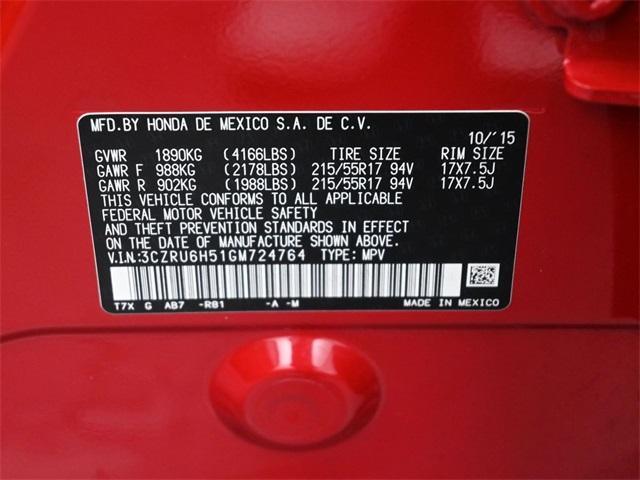 MFD.BY HONDA DE MEXICO S.A. DE C.V.
10/'15
GVWR 1890KG (4166LBS) TIRE SIZE RIM SIZE
GAWR F 988KG (2178LBS) 215/55R17 94V 17X7.5J
GAWR R 902KG (1988LBS) 215/55R17 94V 17X7.5J
THIS VEHICLE CONFORMS TO ALL APPLICABLE
FEDERAL MOTOR VEHICLE SAFETY
AND THEFT PREVENTION STANDARDS IN EFFECT
ON THE DATE OF MANUFACTURE SHOWN ABOVE.
V.I.N:3CZRU6H51GM724764 TYPE: MPV
T7X G AB7 -RB1 -A -M MADE IN MEXICO